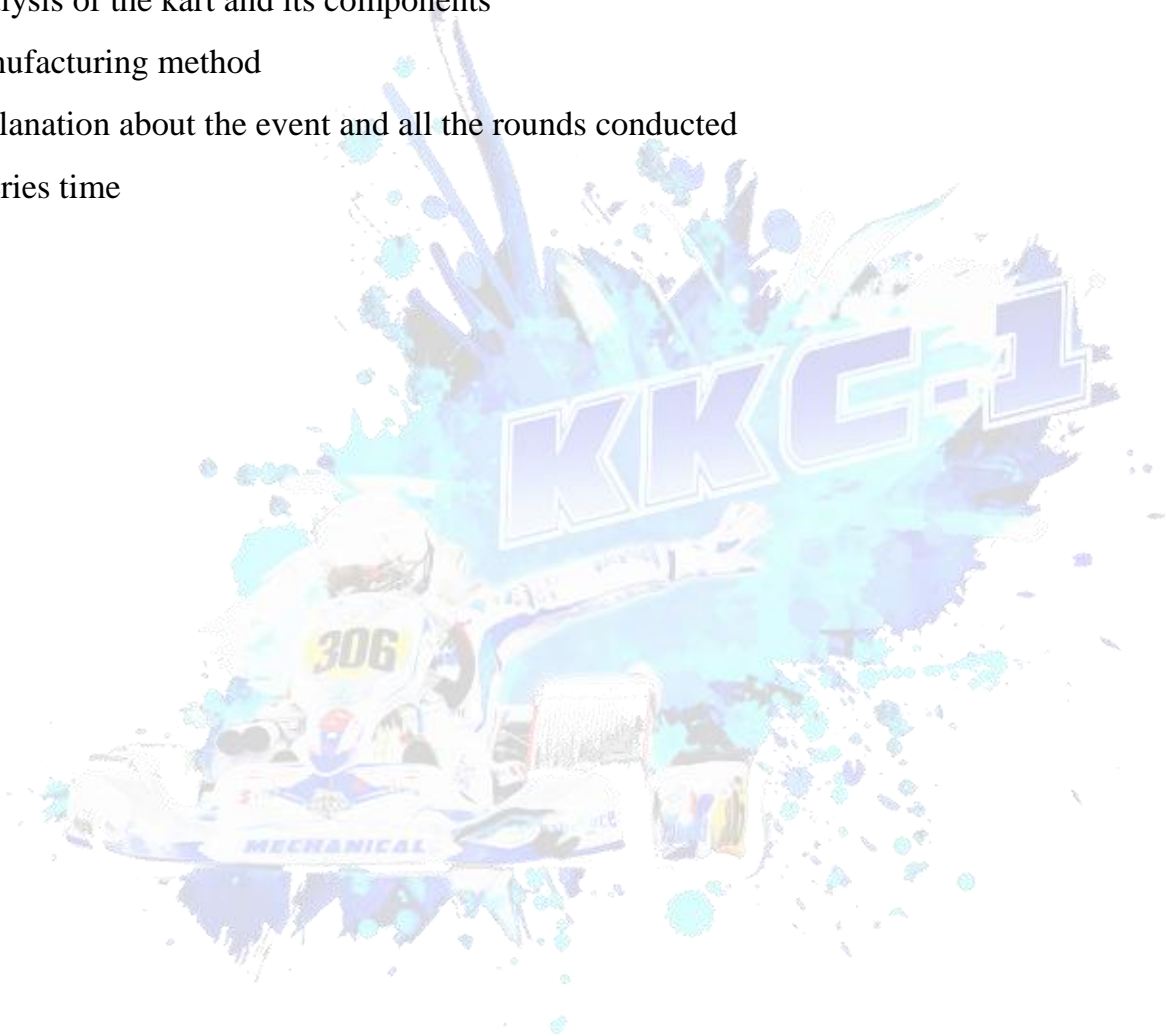 lysis of the kart and its components
nufacturing method
lanation about the event and all the rounds conducted
ries time
KKC-1
306
MECHANICAL